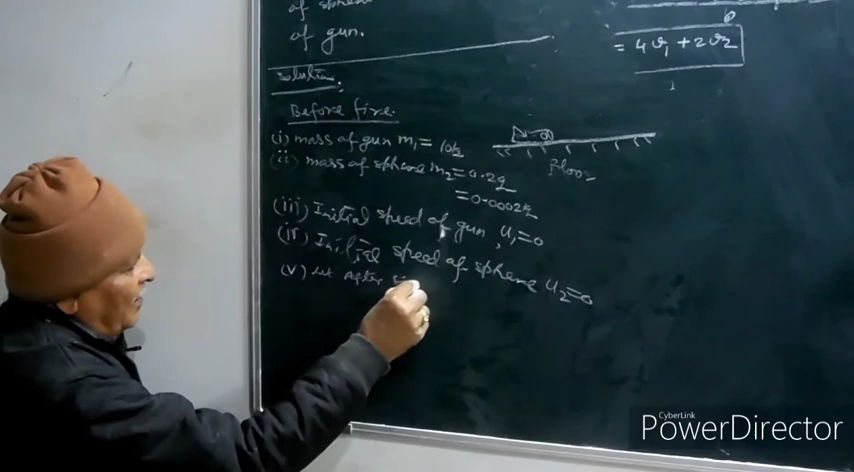 of sphere
of gun.
= 4v₁ + 2v₂
solution.
Before fire.
(i) mass of gun m₁ = 10kg
(ii) mass of sphere m₂ = 0.2g
= 0.0002kg
floor
(iii) Initial speed of gun, u₁ = 0
(iv) Initial speed of sphere u₂ = 0
(v) Let After
CyberLink
PowerDirector